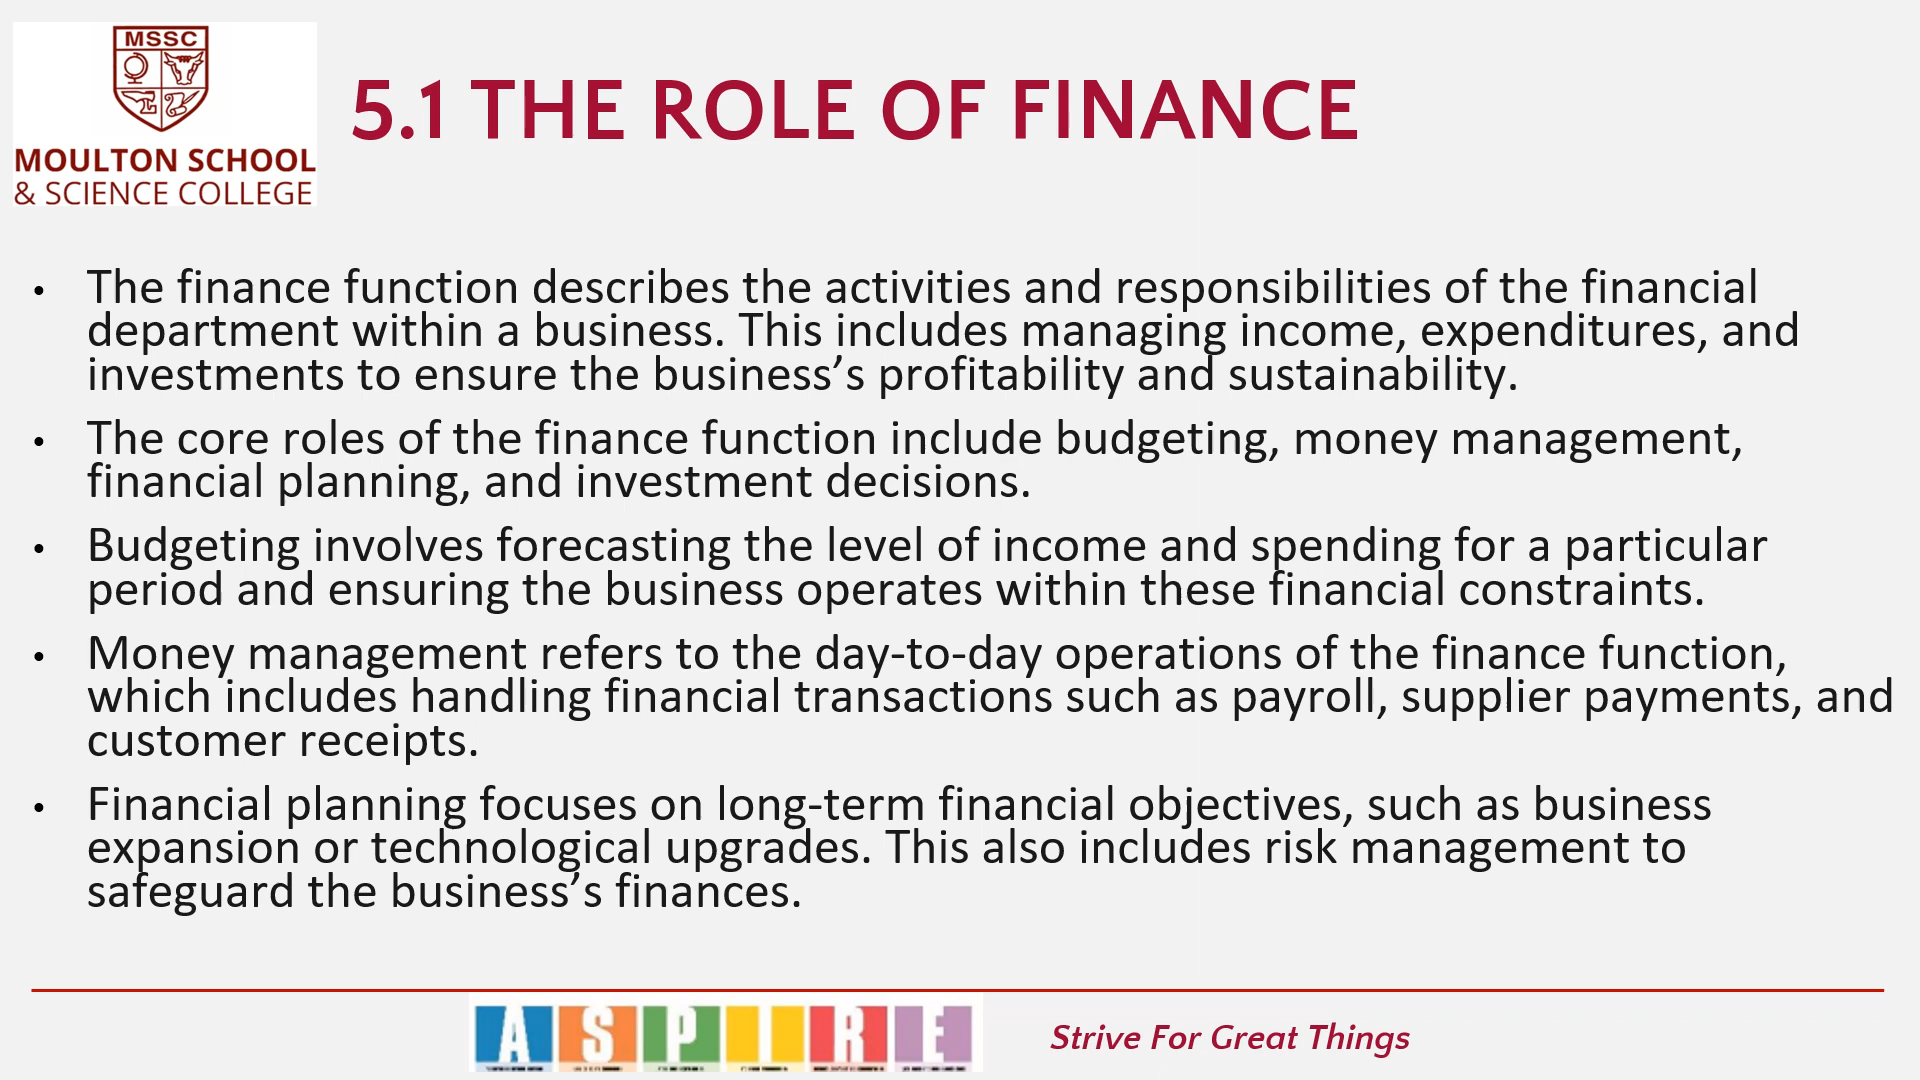 MSSC
MOULTON SCHOOL
& SCIENCE COLLEGE
5.1 THE ROLE OF FINANCE
• The finance function describes the activities and responsibilities of the financial
department within a business. This includes managing income, expenditures, and
investments to ensure the business’s profitability and sustainability.
• The core roles of the finance function include budgeting, money management,
financial planning, and investment decisions.
• Budgeting involves forecasting the level of income and spending for a particular
period and ensuring the business operates within these financial constraints.
• Money management refers to the day-to-day operations of the finance function,
which includes handling financial transactions such as payroll, supplier payments, and
customer receipts.
• Financial planning focuses on long-term financial objectives, such as business
expansion or technological upgrades. This also includes risk management to
safeguard the business’s finances.
ASPIRE
Strive For Great Things